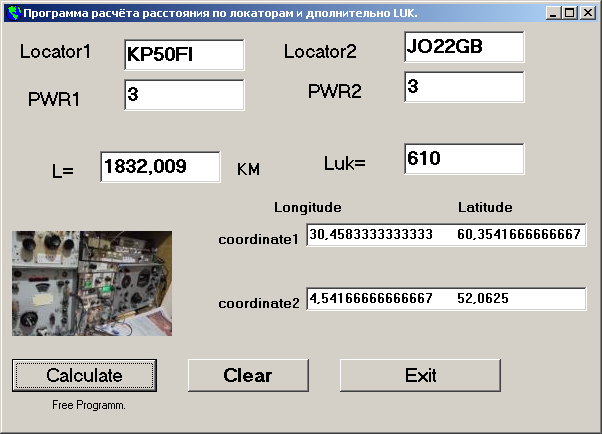 Программа расчёта расстояния по локаторам и дполнительно LUK.
Locator1 KP50FI Locator2 JO22GB
PWR1 3 PWR2 3
L= 1832,009 KM Luk= 610
Longitude Latitude
coordinate1 30,4583333333333 60,3541666666667
coordinate2 4,54166666666667 52,0625
Calculate Clear Exit
Free Programm.